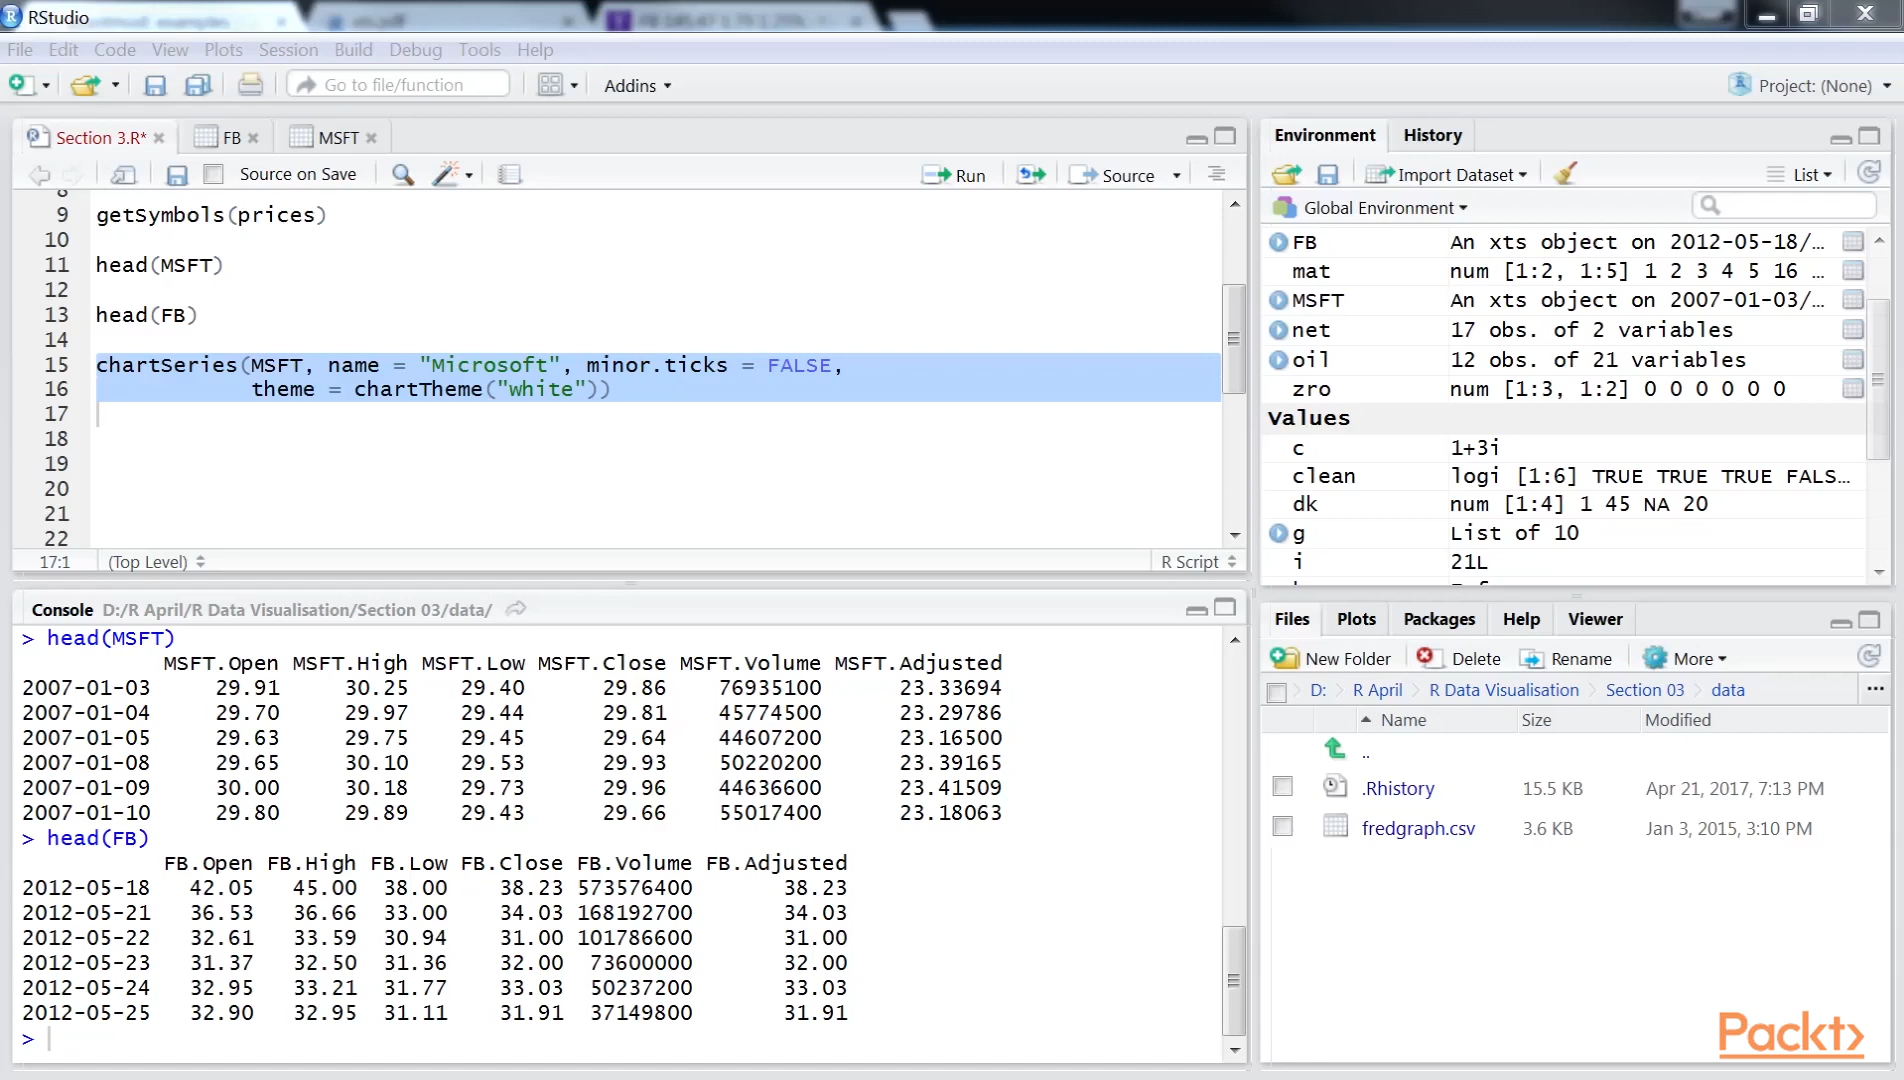 RStudio
File Edit Code View Plots Session Build Debug Tools Help
Go to file/function Addins Project: (None)
Section 3.R* FB MSFT
Source on Save Run Source
9 getSymbols(prices)
10
11 head(MSFT)
12
13 head(FB)
14
15 chartSeries(MSFT, name = "Microsoft", minor.ticks = FALSE,
16 theme = chartTheme("white"))
17
18
19
20
21
22
17:1 (Top Level) R Script
Console D:/R April/R Data Visualisation/Section 03/data/
> head(MSFT)
MSFT.Open MSFT.High MSFT.Low MSFT.Close MSFT.Volume MSFT.Adjusted
2007-01-03 29.91 30.25 29.40 29.86 76935100 23.33694
2007-01-04 29.70 29.97 29.44 29.81 45774500 23.29786
2007-01-05 29.63 29.75 29.45 29.64 44607200 23.16500
2007-01-08 29.65 30.10 29.53 29.93 50220200 23.39165
2007-01-09 30.00 30.18 29.73 29.96 44636600 23.41509
2007-01-10 29.80 29.89 29.43 29.66 55017400 23.18063
> head(FB)
FB.Open FB.High FB.Low FB.Close FB.Volume FB.Adjusted
2012-05-18 42.05 45.00 38.00 38.23 573576400 38.23
2012-05-21 36.53 36.66 33.00 34.03 168192700 34.03
2012-05-22 32.61 33.59 30.94 31.00 101786600 31.00
2012-05-23 31.37 32.50 31.36 32.00 73600000 32.00
2012-05-24 32.95 33.21 31.77 33.03 50237200 33.03
2012-05-25 32.90 32.95 31.11 31.91 37149800 31.91
>
Environment History
Import Dataset List
Global Environment
FB An xts object on 2012-05-18/...
mat num [1:2, 1:5] 1 2 3 4 5 16 ...
MSFT An xts object on 2007-01-03/...
net 17 obs. of 2 variables
oil 12 obs. of 21 variables
zro num [1:3, 1:2] 0 0 0 0 0 0
Values
c 1+3i
clean logi [1:6] TRUE TRUE TRUE FALS...
dk num [1:4] 1 45 NA 20
g List of 10
i 21L
Files Plots Packages Help Viewer
New Folder Delete Rename More
D: R April R Data Visualisation Section 03 data ...
Name Size Modified
..
.Rhistory 15.5 KB Apr 21, 2017, 7:13 PM
fredgraph.csv 3.6 KB Jan 3, 2015, 3:10 PM
Packt>